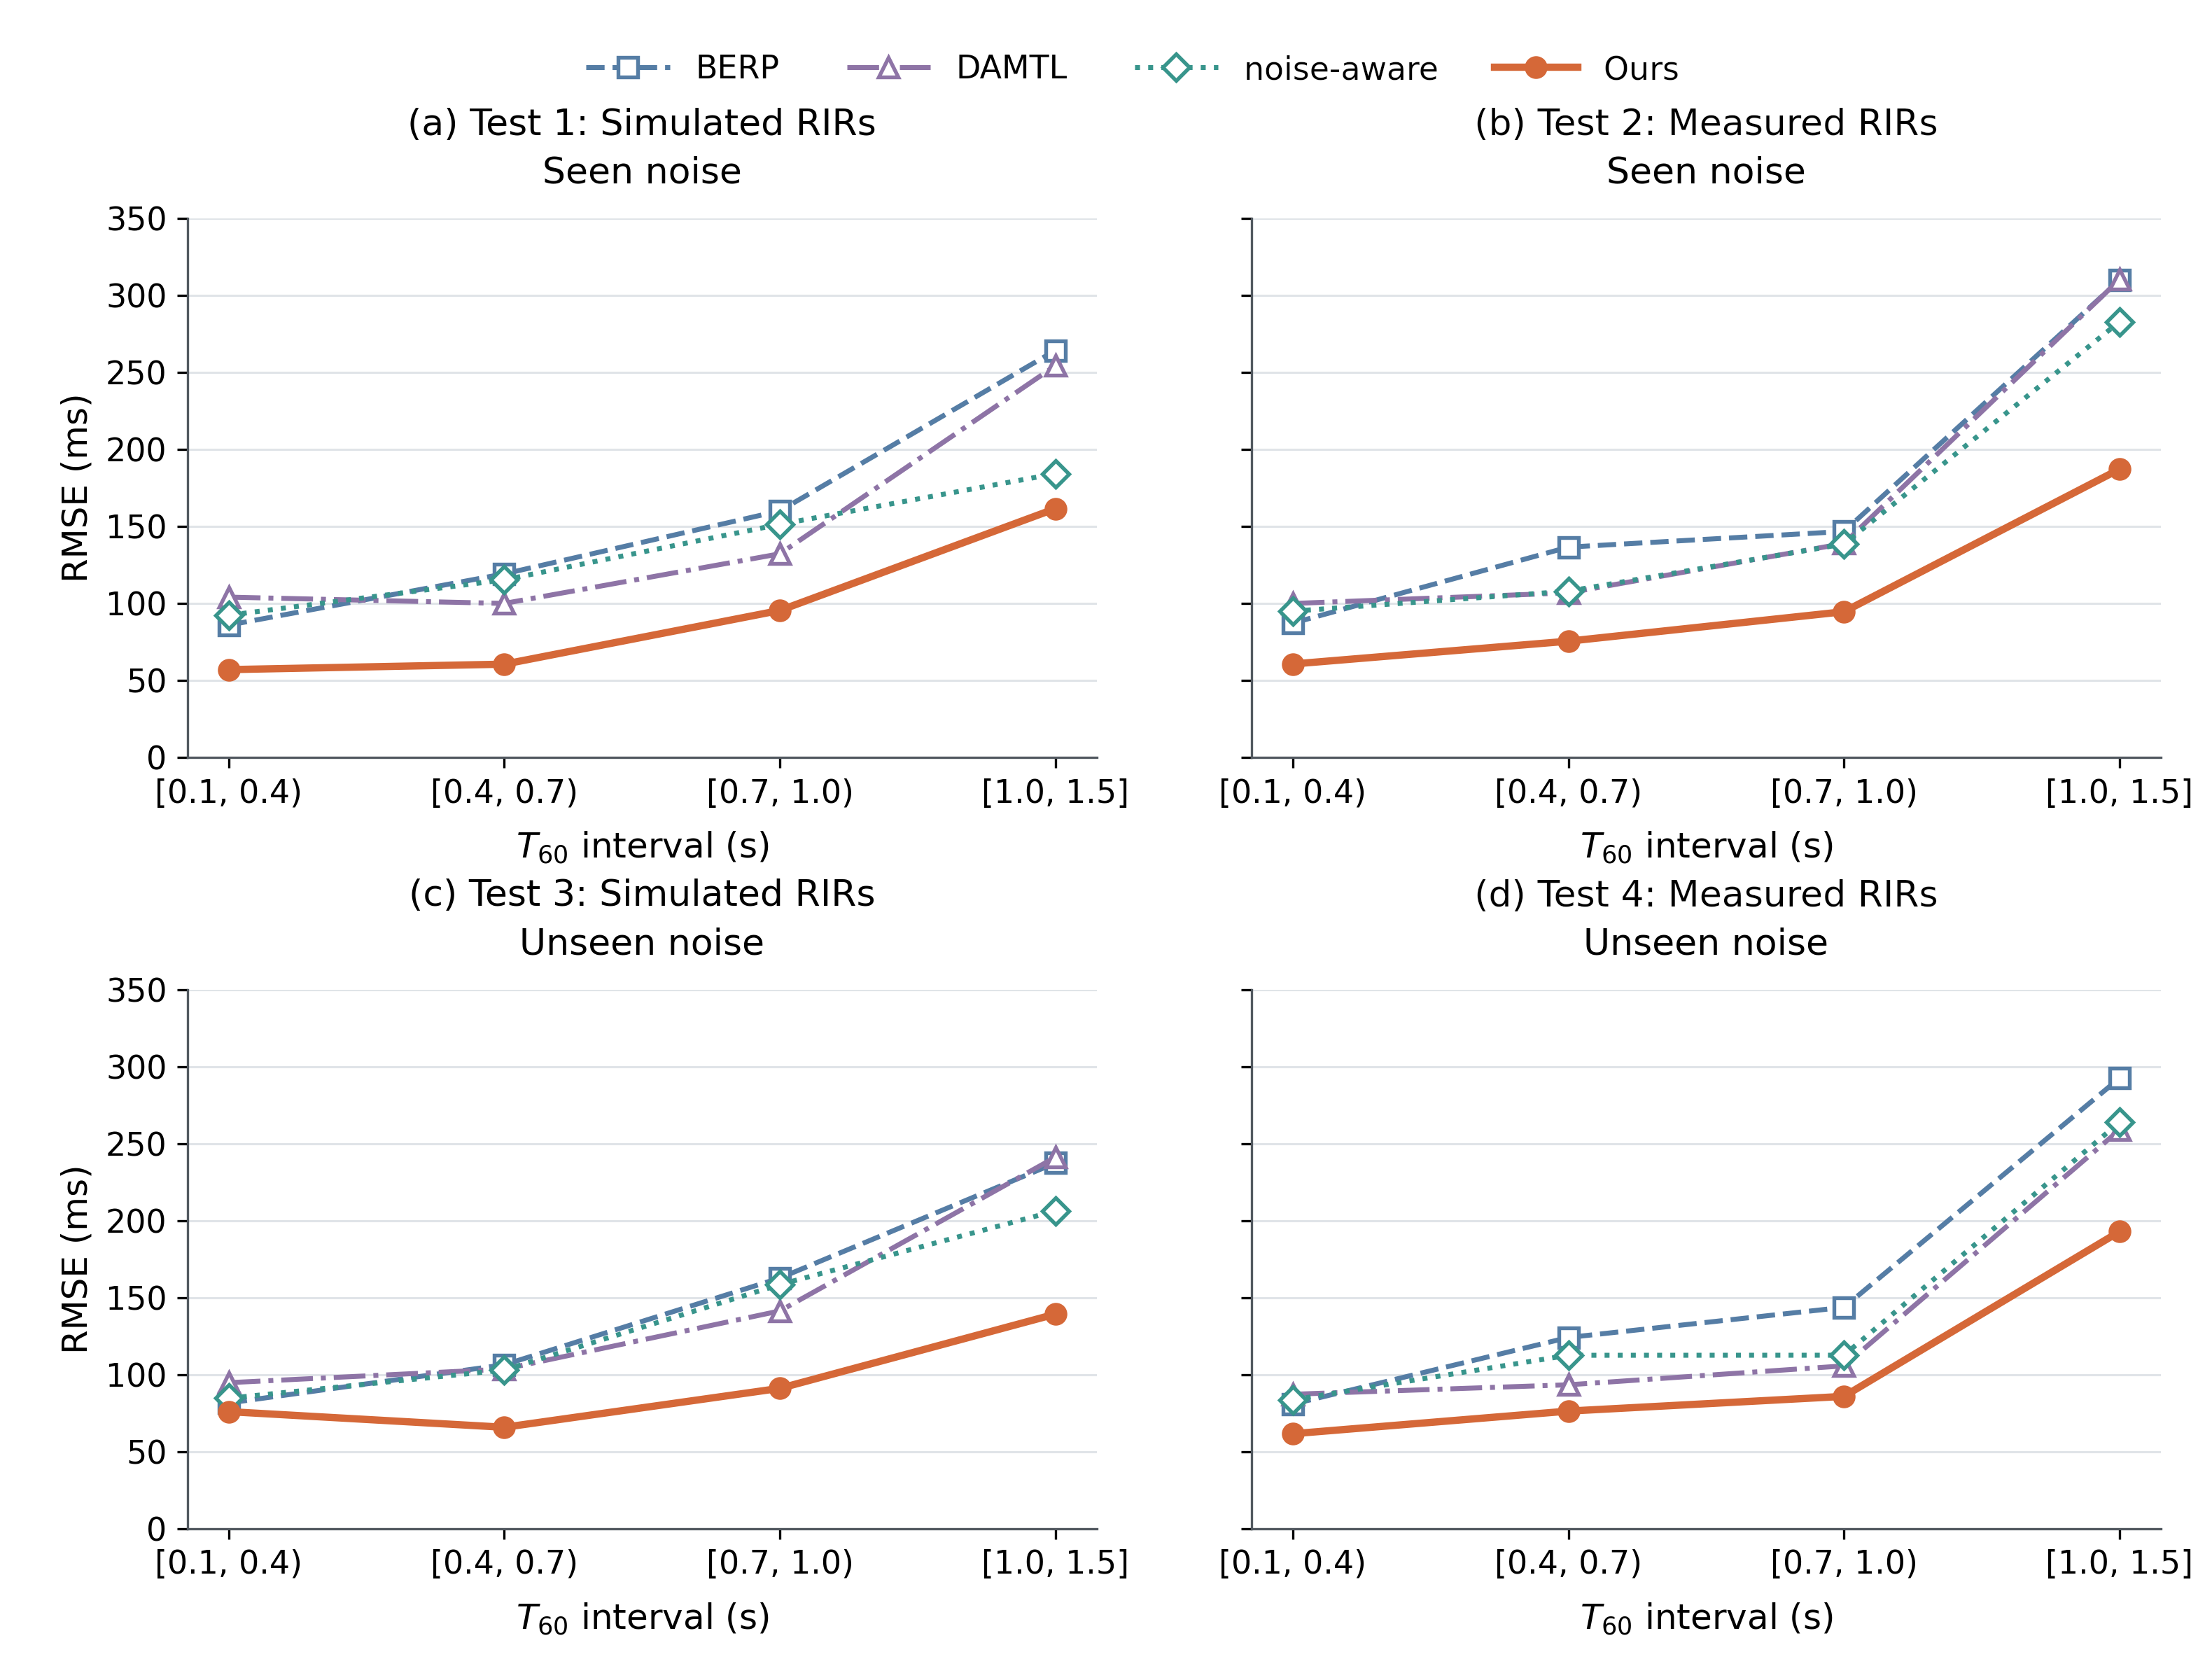 BERP DAMTL noise-aware Ours
(a) Test 1: Simulated RIRs
Seen noise
(b) Test 2: Measured RIRs
Seen noise
RMSE (ms)
350
300
250
200
150
100
50
0
[0.1, 0.4) [0.4, 0.7) [0.7, 1.0) [1.0, 1.5]
T60 interval (s)
[0.1, 0.4) [0.4, 0.7) [0.7, 1.0) [1.0, 1.5]
T60 interval (s)
(c) Test 3: Simulated RIRs
Unseen noise
(d) Test 4: Measured RIRs
Unseen noise
RMSE (ms)
350
300
250
200
150
100
50
0
[0.1, 0.4) [0.4, 0.7) [0.7, 1.0) [1.0, 1.5]
T60 interval (s)
[0.1, 0.4) [0.4, 0.7) [0.7, 1.0) [1.0, 1.5]
T60 interval (s)